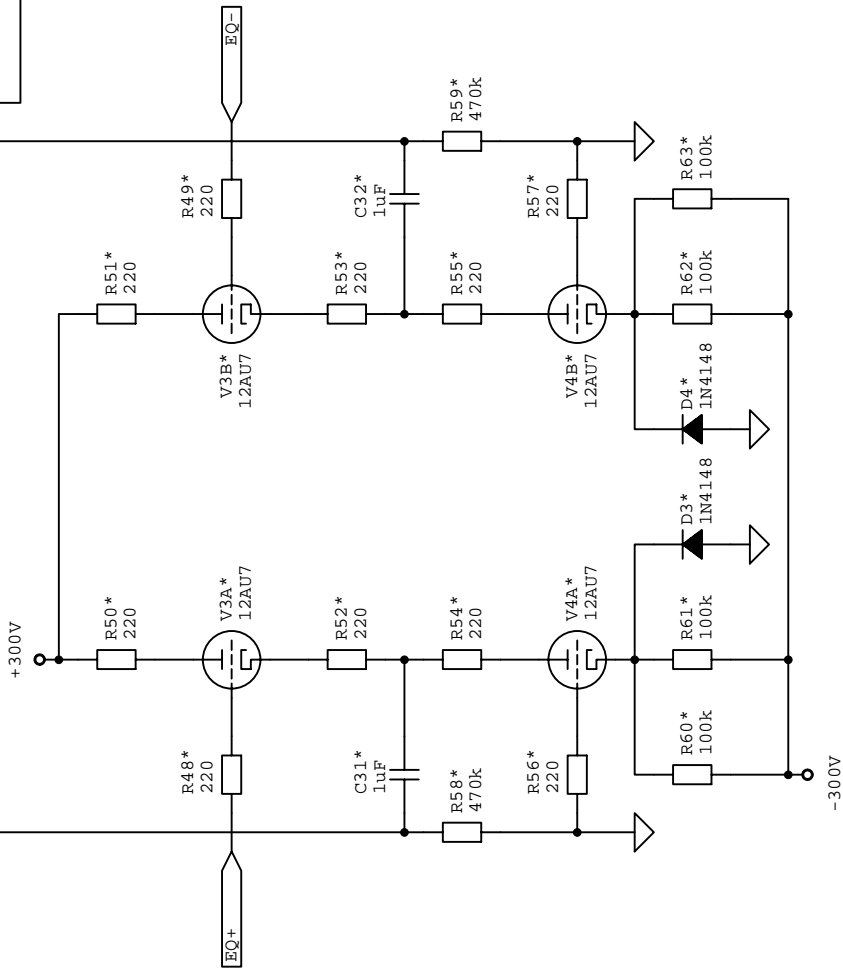 EQ-
R59*
470k
R49*
220
C32*
1uF
R57*
220
R63*
100k
R51*
220
R53*
220
R55*
220
R62*
100k
V3B*
12AU7
V4B*
12AU7
D4*
1N4148
D3*
1N4148
+300V
R50*
220
V3A*
12AU7
R52*
220
R54*
220
V4A*
12AU7
R61*
100k
R48*
220
C31*
1uF
R58*
470k
R56*
220
R60*
100k
-300V
EQ+